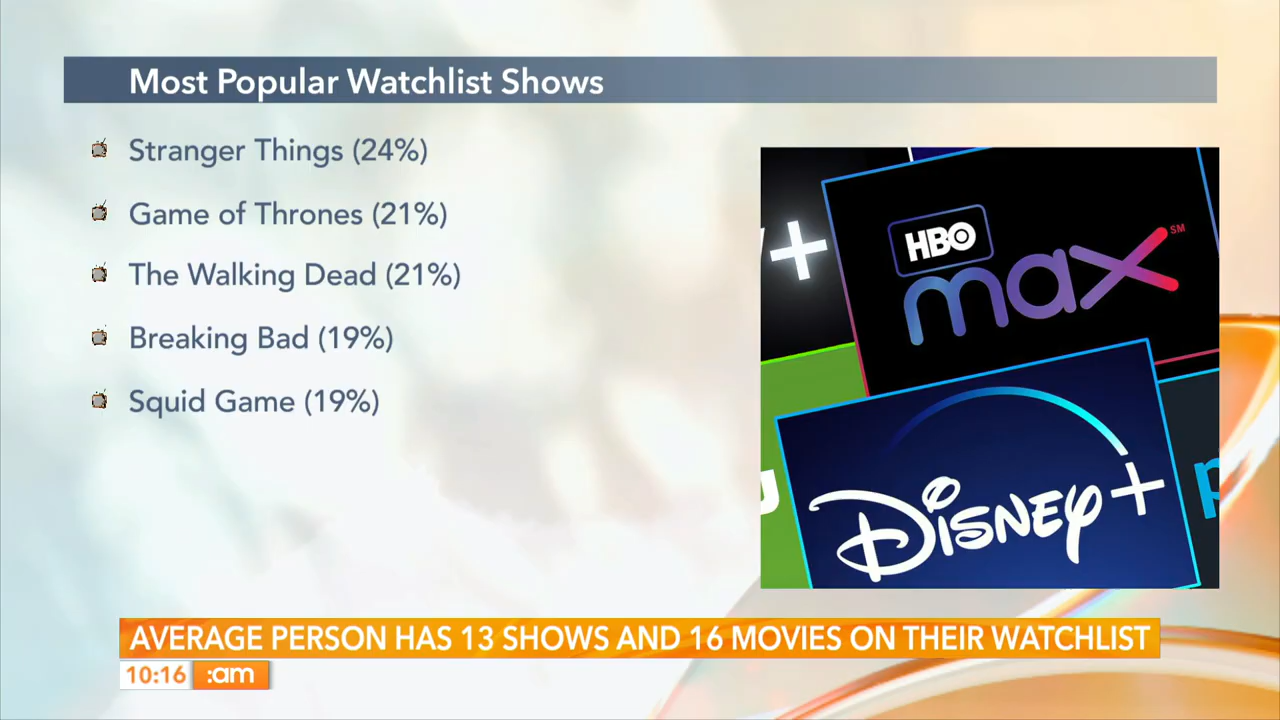 Most Popular Watchlist Shows
Stranger Things (24%)
Game of Thrones (21%)
The Walking Dead (21%)
Breaking Bad (19%)
Squid Game (19%)
+
HBO
max SM
DISNEY+
p
AVERAGE PERSON HAS 13 SHOWS AND 16 MOVIES ON THEIR WATCHLIST
10:16 :am